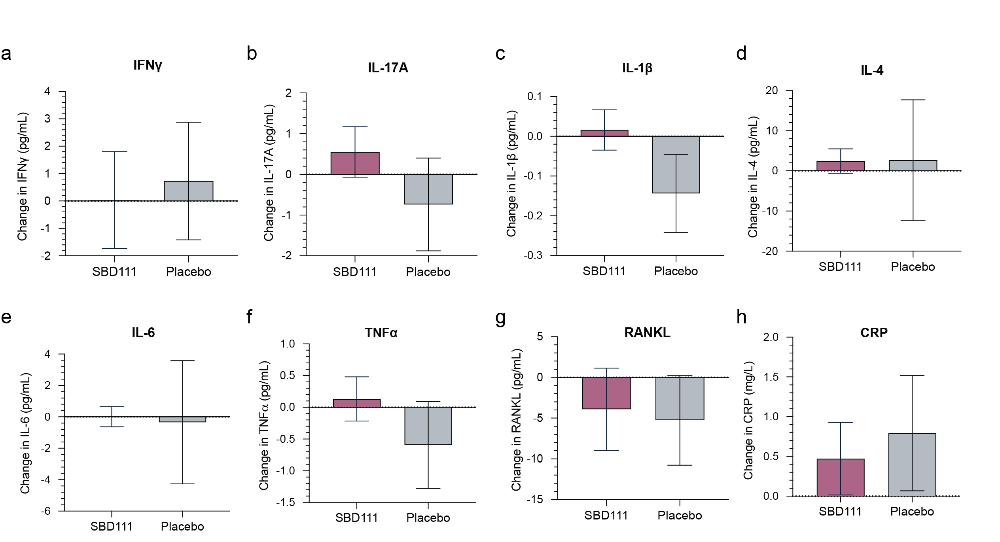 a
IFNγ
Change in IFNγ (pg/mL)
4
3
2
1
0
-1
-2
SBD111 Placebo
b
IL-17A
Change in IL-17A (pg/mL)
2
1
0
-1
-2
SBD111 Placebo
c
IL-1β
Change in IL-1β (pg/mL)
0.1
0.0
-0.1
-0.2
-0.3
SBD111 Placebo
d
IL-4
Change in IL-4 (pg/mL)
20
10
0
-10
-20
SBD111 Placebo
e
IL-6
Change in IL-6 (pg/mL)
4
2
0
-2
-4
-6
SBD111 Placebo
f
TNFα
Change in TNFα (pg/mL)
1.0
0.5
0.0
-0.5
-1.0
-1.5
SBD111 Placebo
g
RANKL
Change in RANKL (pg/mL)
5
0
-5
-10
-15
SBD111 Placebo
h
CRP
Change in CRP (mg/L)
2.0
1.5
1.0
0.5
0.0
SBD111 Placebo